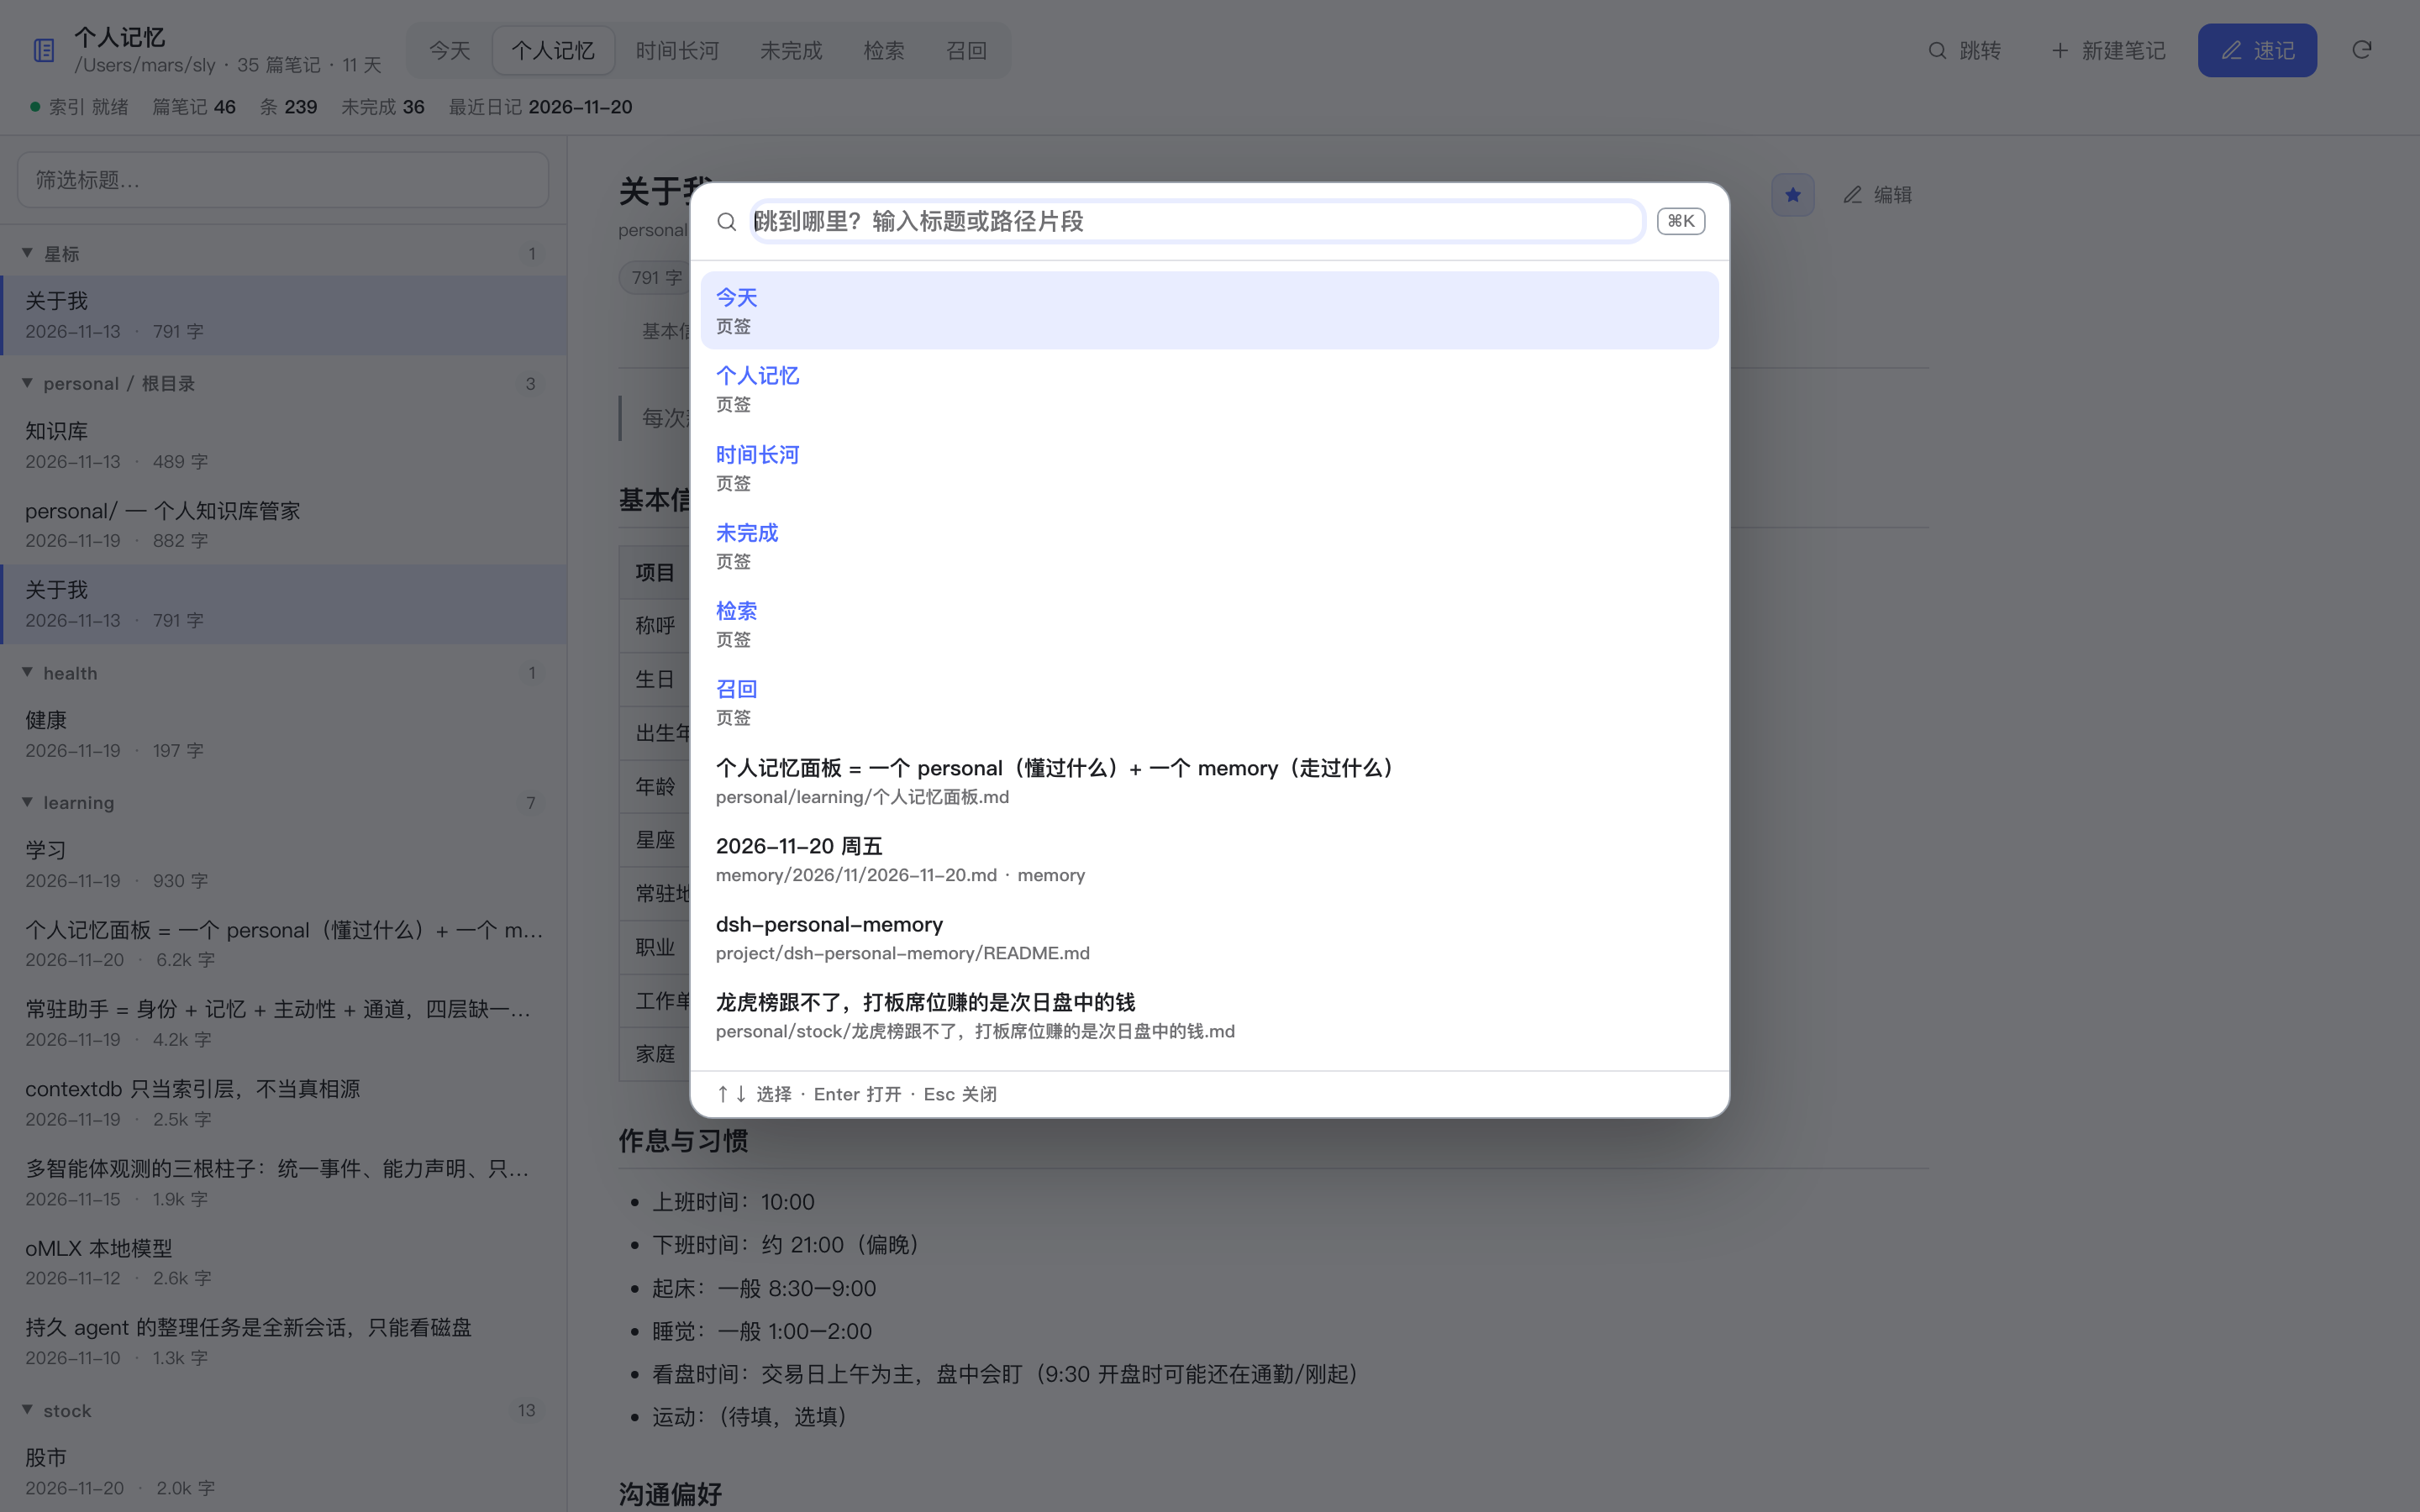 个人记忆
/Users/mars/sly · 35 篇笔记 · 11 天
今天 个人记忆 时间长河 未完成 检索 召回
跳转 新建笔记 速记
索引 就绪 篇笔记 46 条 239 未完成 36 最近日记 2026-11-20
筛选标题…
星标 1
关于我
2026-11-13 · 791 字
personal / 根目录 3
知识库
2026-11-13 · 489 字
personal/ — 个人知识库管家
2026-11-19 · 882 字
关于我
2026-11-13 · 791 字
health 1
健康
2026-11-19 · 197 字
learning 7
学习
2026-11-19 · 930 字
个人记忆面板 = 一个 personal（懂过什么）+ 一个 m…
2026-11-20 · 6.2k 字
常驻助手 = 身份 + 记忆 + 主动性 + 通道，四层缺一…
2026-11-19 · 4.2k 字
contextdb 只当索引层，不当真相源
2026-11-19 · 2.5k 字
多智能体观测的三根柱子：统一事件、能力声明、只…
2026-11-15 · 1.9k 字
oMLX 本地模型
2026-11-12 · 2.6k 字
持久 agent 的整理任务是全新会话，只能看磁盘
2026-11-10 · 1.3k 字
stock 13
股市
2026-11-20 · 2.0k 字
关于我
编辑
personal
791 字
基本信
每次
基本信
项目
称呼
生日
出生年
年龄
星座
常驻地
职业
工作单
家庭
作息与习惯
上班时间：10:00
下班时间：约 21:00（偏晚）
起床：一般 8:30—9:00
睡觉：一般 1:00—2:00
看盘时间：交易日上午为主，盘中会盯（9:30 开盘时可能还在通勤/刚起）
运动：（待填，选填）
沟通偏好
跳到哪里？输入标题或路径片段 ⌘K
今天
页签
个人记忆
页签
时间长河
页签
未完成
页签
检索
页签
召回
页签
个人记忆面板 = 一个 personal（懂过什么）+ 一个 memory（走过什么）
personal/learning/个人记忆面板.md
2026-11-20 周五
memory/2026/11/2026-11-20.md · memory
dsh-personal-memory
project/dsh-personal-memory/README.md
龙虎榜跟不了，打板席位赚的是次日盘中的钱
personal/stock/龙虎榜跟不了，打板席位赚的是次日盘中的钱.md
↑↓ 选择 · Enter 打开 · Esc 关闭